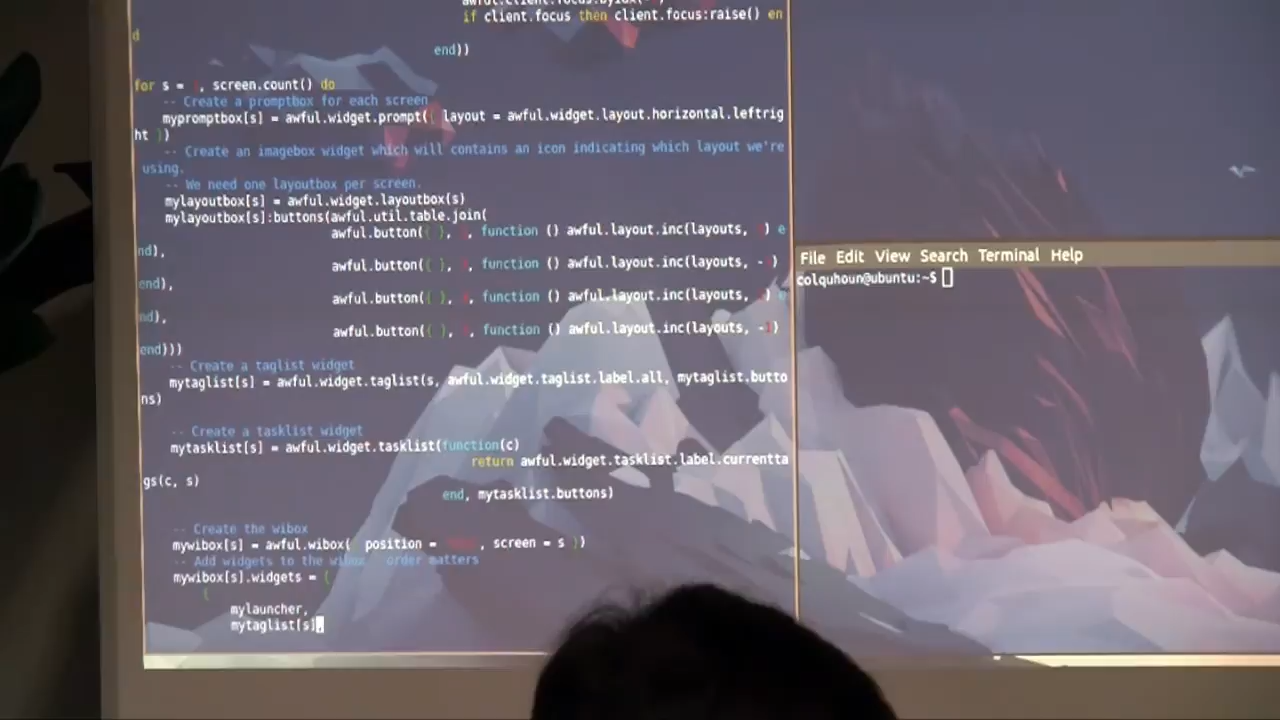 if client.focus then client.focus:raise() en
d
end))
for s = , screen.count() do
-- Create a promptbox for each screen
mypromptbox[s] = awful.widget.prompt({ layout = awful.widget.layout.horizontal.leftrig
ht })
-- Create an imagebox widget which will contains an icon indicating which layout we're
using.
-- We need one layoutbox per screen.
mylayoutbox[s] = awful.widget.layoutbox(s)
mylayoutbox[s]:buttons(awful.util.table.join(
awful.button({ }, , function () awful.layout.inc(layouts, ) e
nd),
awful.button({ }, , function () awful.layout.inc(layouts, - )
end),
awful.button({ }, , function () awful.layout.inc(layouts, ) e
nd),
awful.button({ }, , function () awful.layout.inc(layouts, -1)
end)))
-- Create a taglist widget
mytaglist[s] = awful.widget.taglist(s, awful.widget.taglist.label.all, mytaglist.butto
ns)
-- Create a tasklist widget
mytasklist[s] = awful.widget.tasklist(function(c)
return awful.widget.tasklist.label.currentta
gs(c, s)
end, mytasklist.buttons)
-- Create the wibox
mywibox[s] = awful.wibox({ position = , screen = s })
-- Add widgets to the wibox order matters
mywibox[s].widgets = {
{
mylauncher,
mytaglist[s],
File Edit View Search Terminal Help
colquhoun@ubuntu:~$